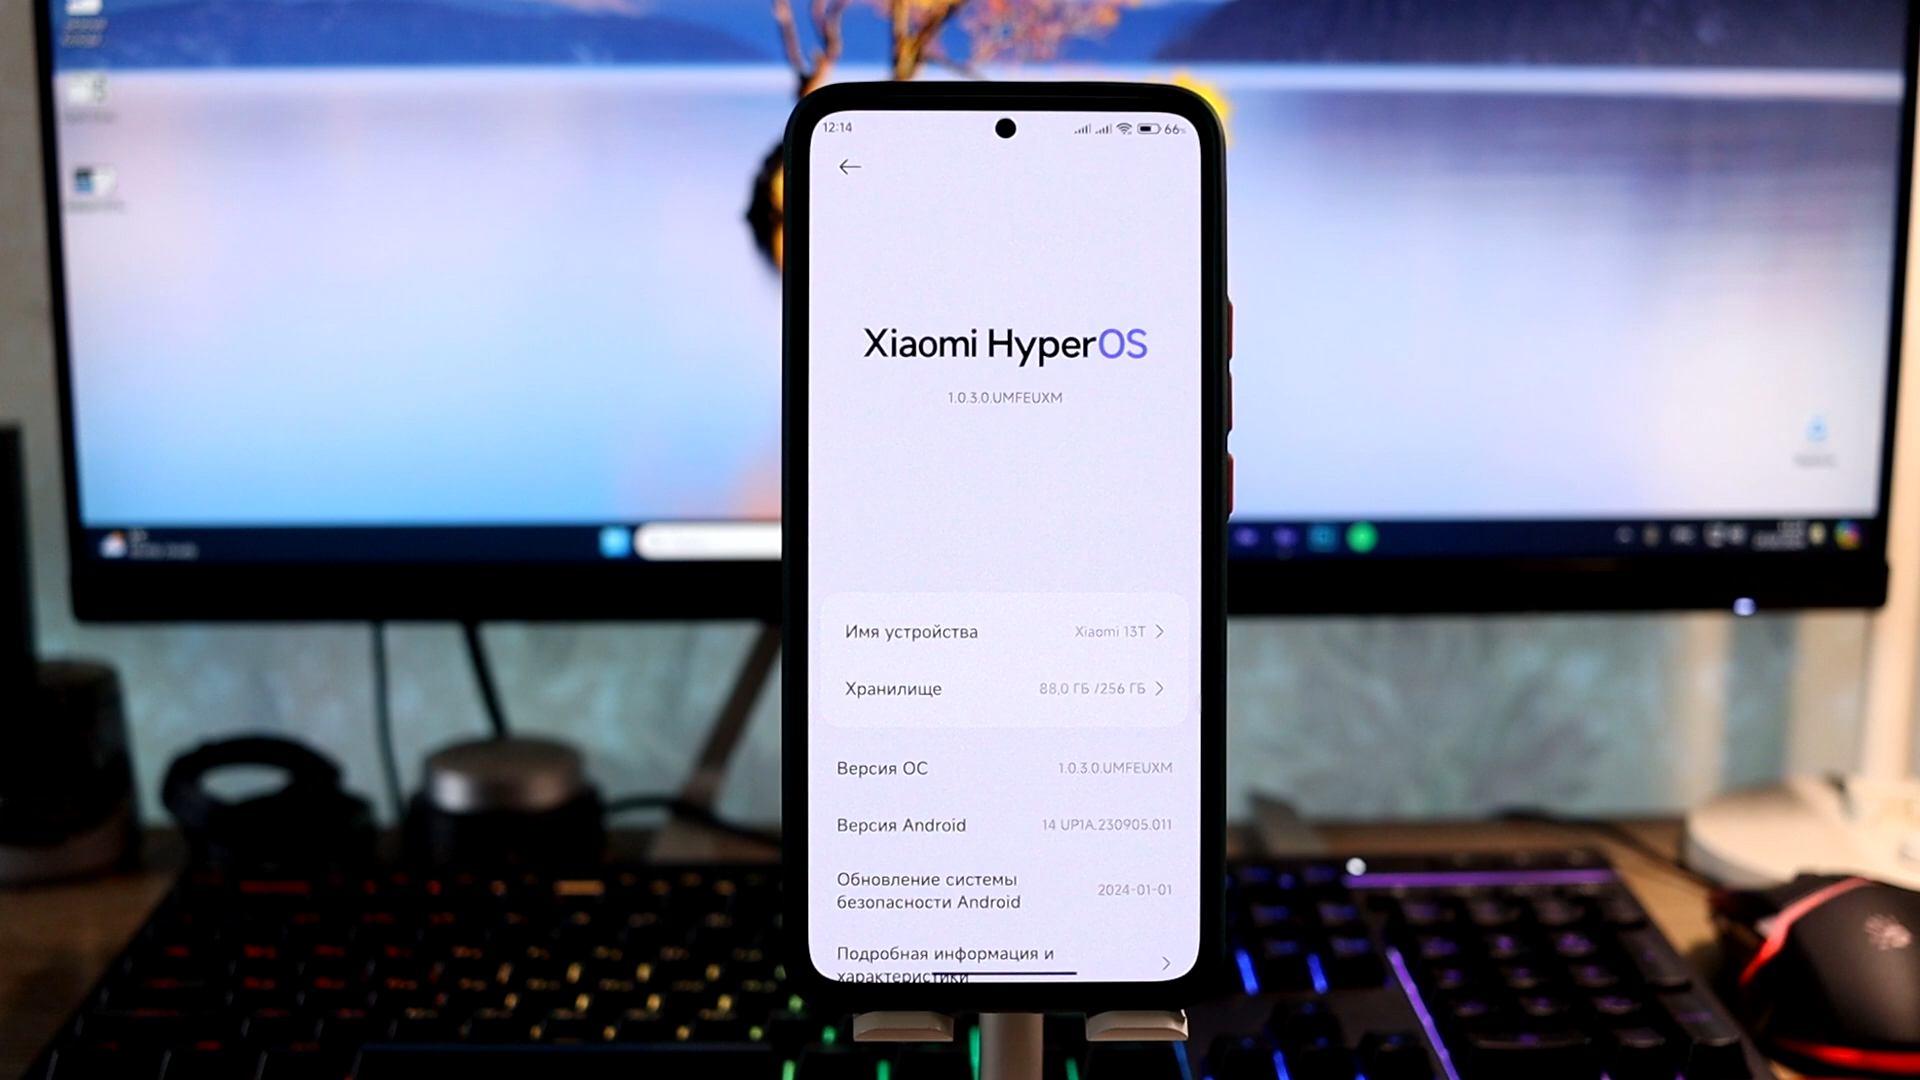 12:14
66%
Xiaomi HyperOS
1.0.3.0.UMFEUXM
Имя устройства
Xiaomi 13T
Хранилище
88,0 ГБ /256 ГБ
Версия ОС
1.0.3.0.UMFEUXM
Версия Android
14 UP1A.230905.011
Обновление системы
безопасности Android
2024-01-01
Подробная информация и
характеристики